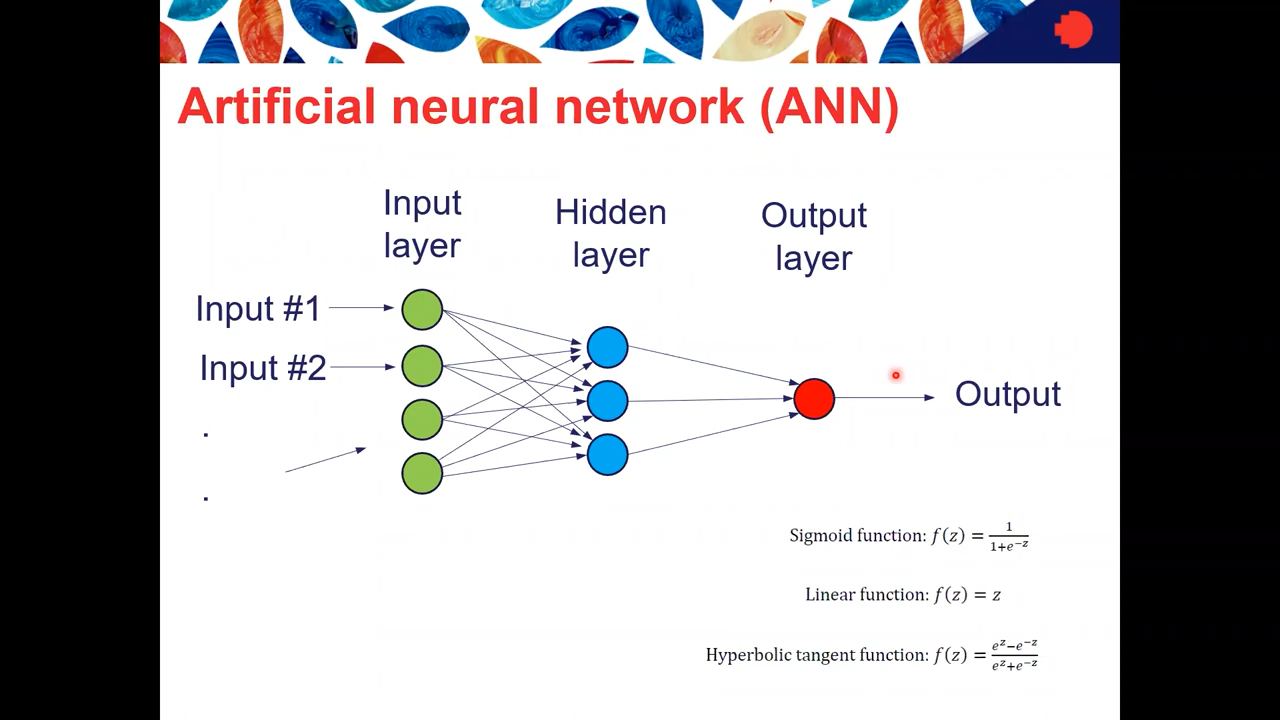 Artificial neural network (ANN)
Input
layer
Hidden
layer
Output
layer
Input #1
Input #2
.
.
Output
Sigmoid function: f(z) = 1/(1+e^{-z})
Linear function: f(z) = z
Hyperbolic tangent function: f(z) = (e^z−e^{-z})/(e^z+e^{-z})